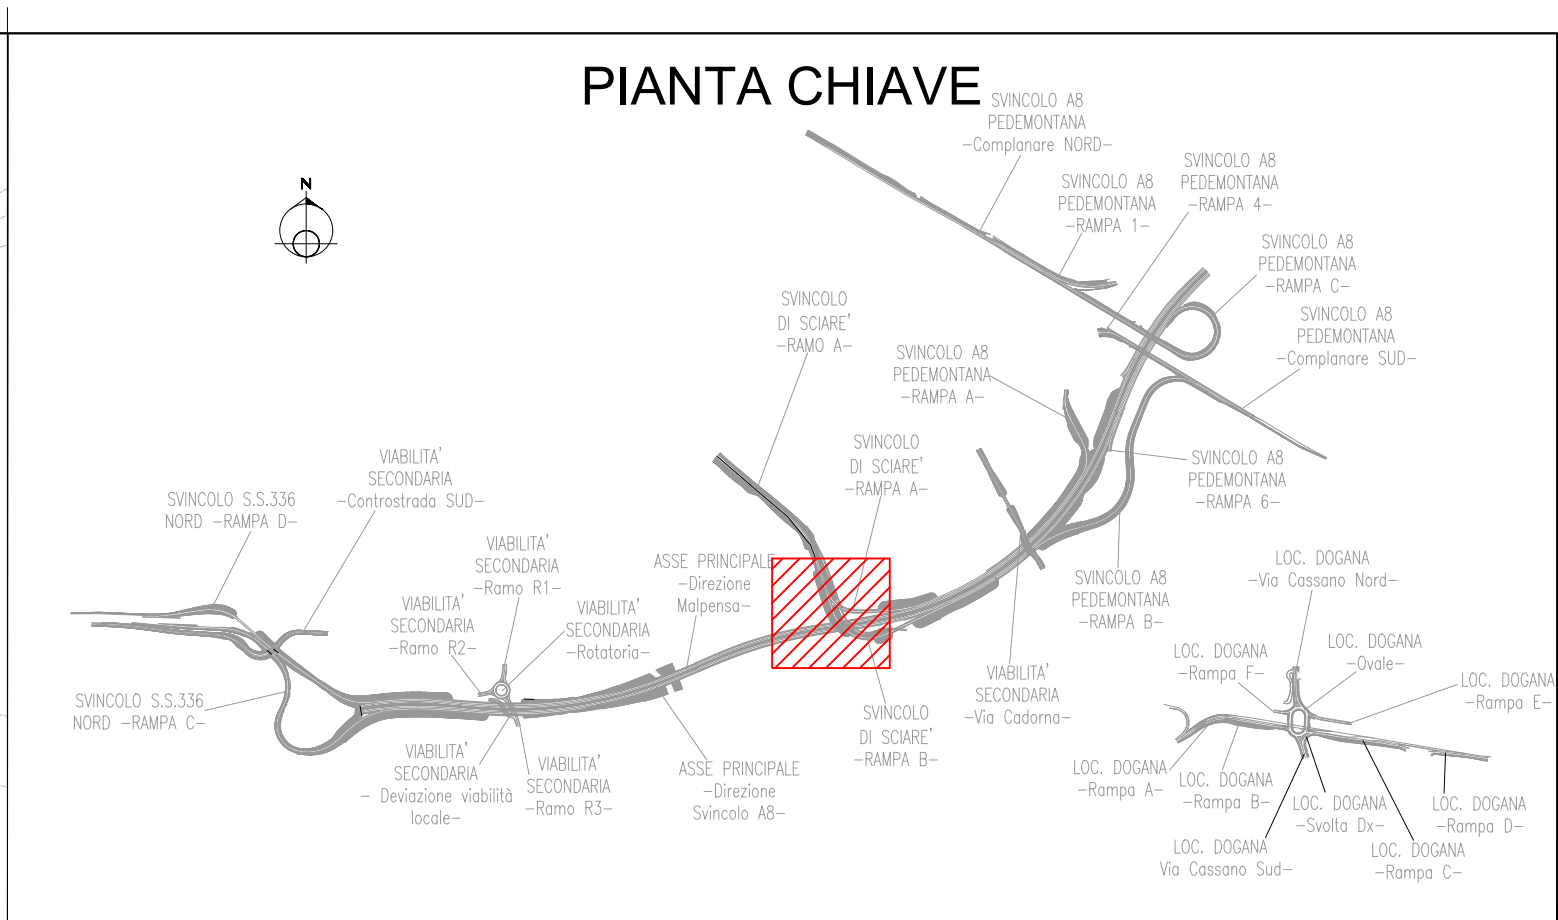 PIANTA CHIAVE
N
SVINCOLO A8
PEDEMONTANA
-Complanare NORD-
SVINCOLO A8
PEDEMONTANA
-RAMPA 1-
SVINCOLO A8
PEDEMONTANA
-RAMPA 4-
SVINCOLO A8
PEDEMONTANA
-RAMPA C-
SVINCOLO A8
PEDEMONTANA
-Complanare SUD-
SVINCOLO
DI SCIARE'
-RAMO A-
SVINCOLO A8
PEDEMONTANA
-RAMPA A-
SVINCOLO
DI SCIARE'
-RAMPA A-
SVINCOLO A8
PEDEMONTANA
-RAMPA 6-
VIABILITA'
SECONDARIA
-Controstrada SUD-
SVINCOLO S.S.336
NORD -RAMPA D-
VIABILITA'
SECONDARIA
-Ramo R1-
ASSE PRINCIPALE
-Direzione
Malpensa-
VIABILITA'
SECONDARIA
-Ramo R2-
VIABILITA'
SECONDARIA
-Rotatoria-
SVINCOLO A8
PEDEMONTANA
-RAMPA B-
LOC. DOGANA
-Via Cassano Nord-
LOC. DOGANA
-Rampa F-
LOC. DOGANA
-Ovale-
LOC. DOGANA
-Rampa E-
SVINCOLO S.S.336
NORD -RAMPA C-
VIABILITA'
SECONDARIA
-Via Cadorna-
SVINCOLO
DI SCIARE'
-RAMPA B-
VIABILITA'
SECONDARIA
- Deviazione viabilità
locale-
VIABILITA'
SECONDARIA
-Ramo R3-
ASSE PRINCIPALE
-Direzione
Svincolo A8-
LOC. DOGANA
-Rampa A-
LOC. DOGANA
-Rampa B-
LOC. DOGANA
-Svolta Dx-
LOC. DOGANA
-Rampa D-
LOC. DOGANA
Via Cassano Sud-
LOC. DOGANA
-Rampa C-